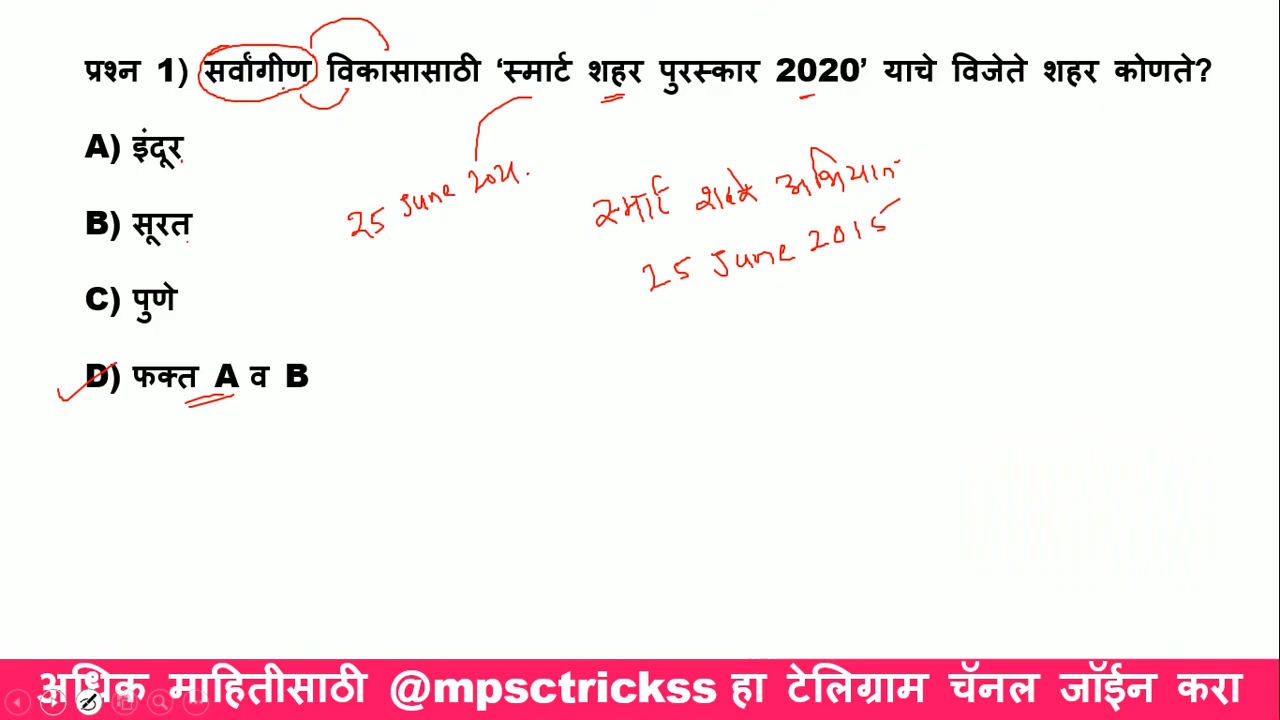 प्रश्न 1) सर्वांगीण विकासासाठी ‘स्मार्ट शहर पुरस्कार 2020’ याचे विजेते शहर कोणते?
A) इंदूर
B) सूरत
25 June 2021.
स्मार्ट शहर अभियान
25 June 2015
C) पुणे
D) फक्त A व B
अधिक माहितीसाठी @mpsctrickss हा टेलिग्राम चॅनल जॉईन करा